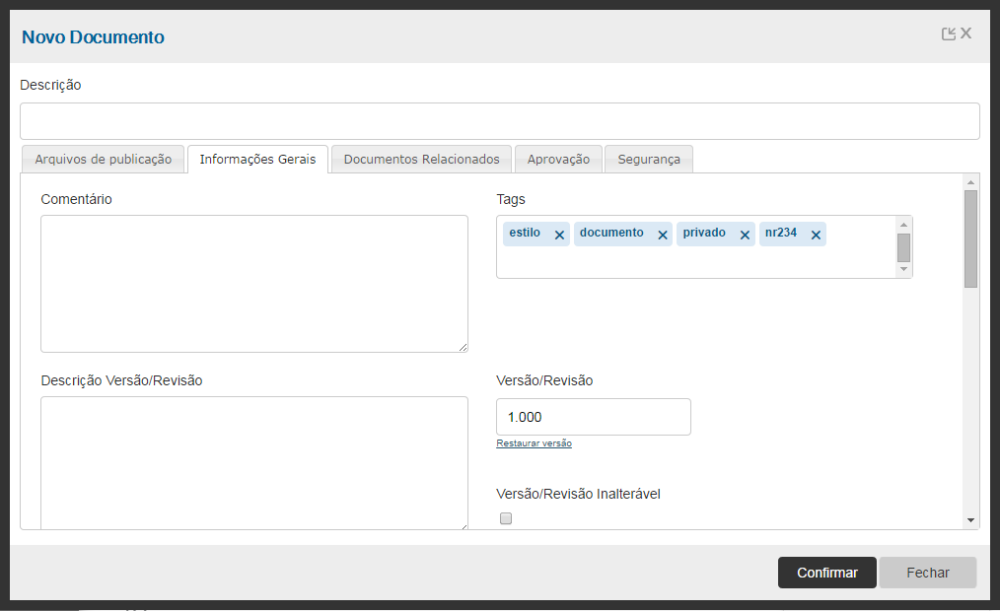 Novo Documento
Descrição
Arquivos de publicação Informações Gerais Documentos Relacionados Aprovação Segurança
Comentário
Tags
estilo documento privado nr234
Descrição Versão/Revisão
Versão/Revisão
1.000
Restaurar versão
Versão/Revisão Inalterável
Confirmar Fechar